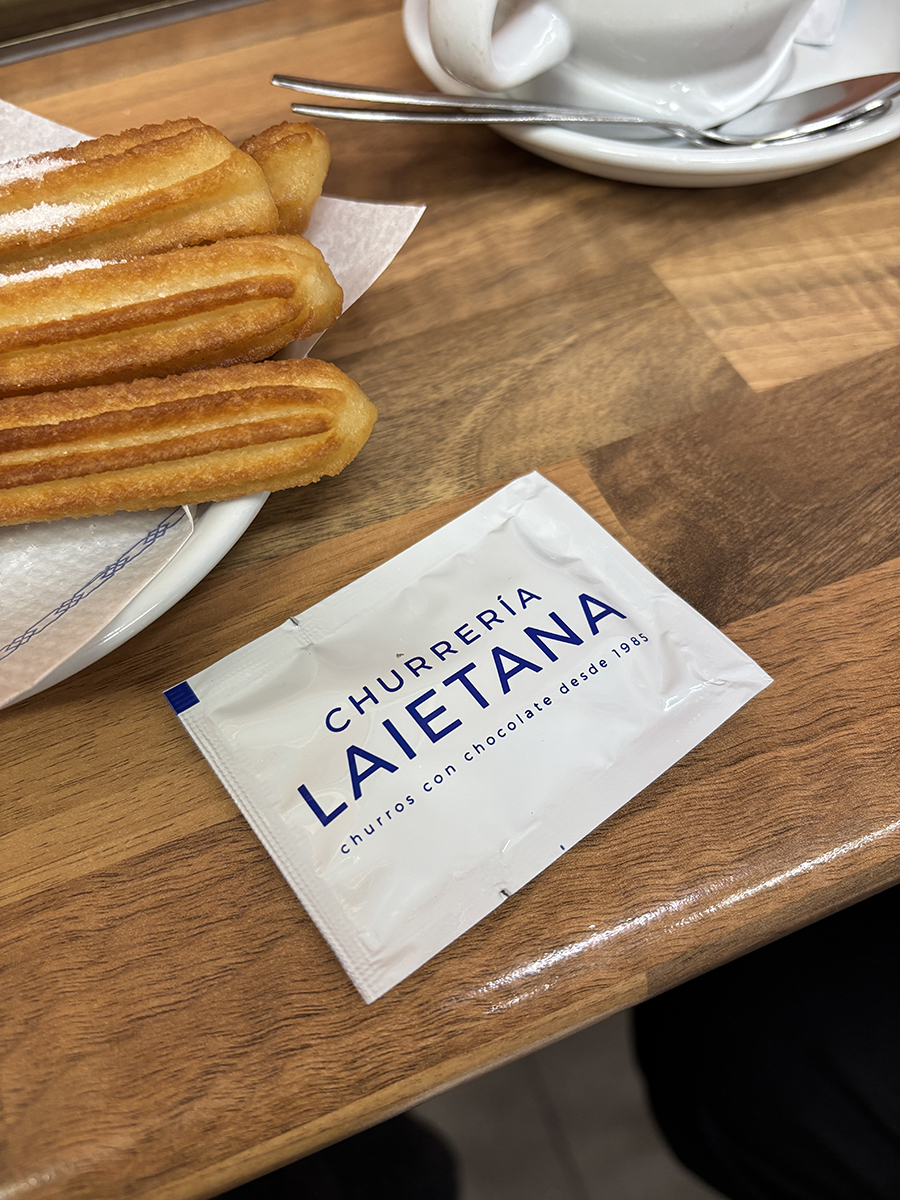 CHURRERÍA
LAIETANA
churros con chocolate desde 1985